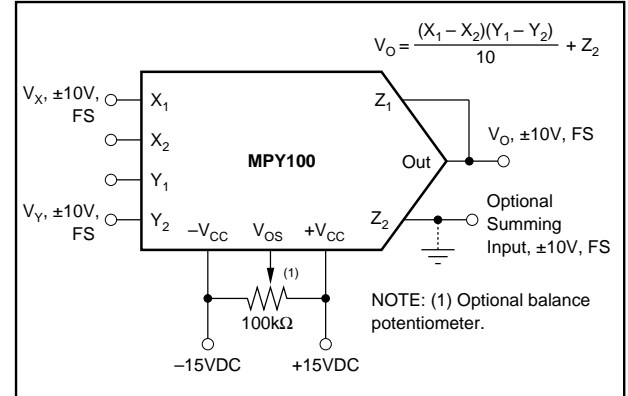 V_O = (X_1 – X_2)(Y_1 – Y_2) / 10 + Z_2
V_X, ±10V,
FS
X_1
X_2
Y_1
V_Y, ±10V,
FS
Y_2
MPY100
Z_1
Out
Z_2
V_O, ±10V, FS
Optional
Summing
Input, ±10V, FS
–V_CC
V_OS
+V_CC
(1)
100kΩ
–15VDC
+15VDC
NOTE: (1) Optional balance
potentiometer.